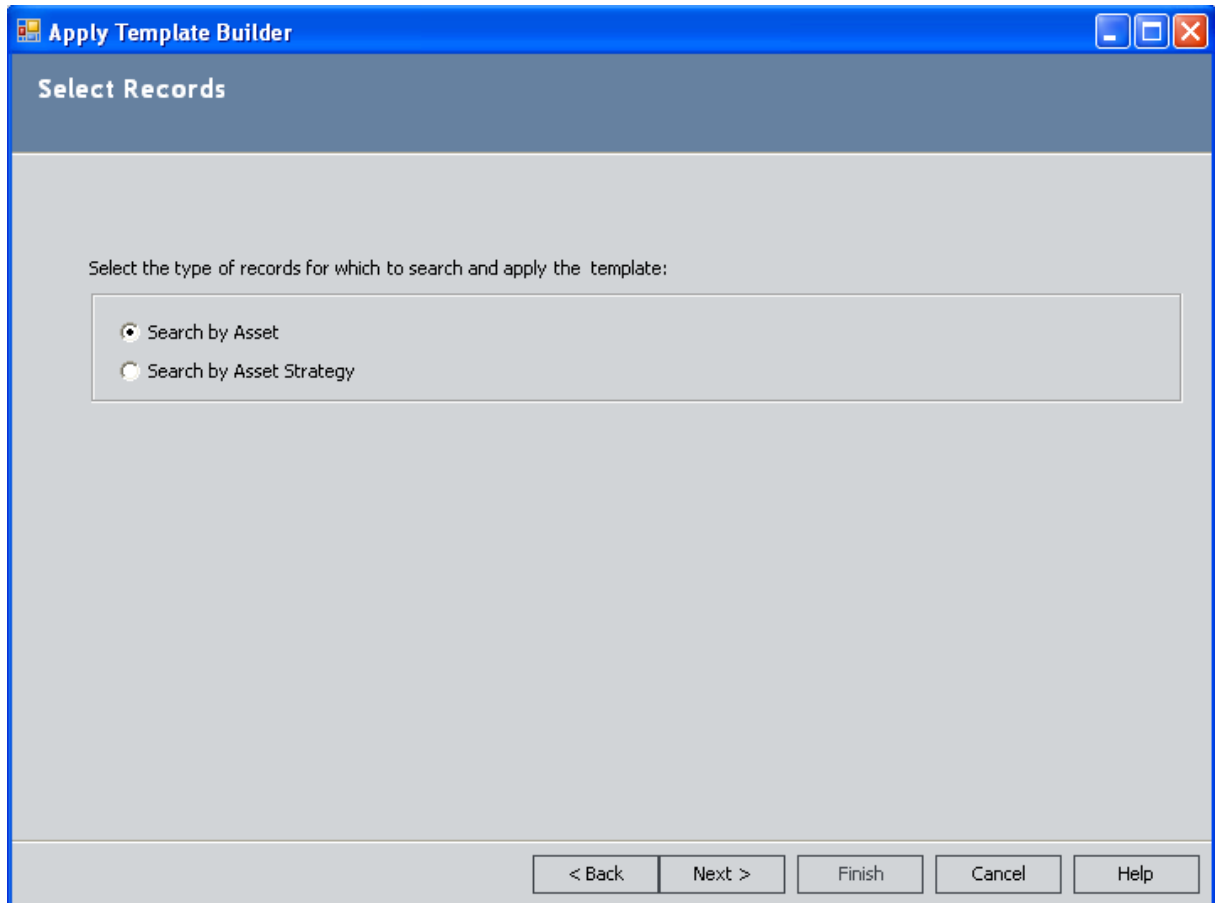 Apply Template Builder
Select Records
Select the type of records for which to search and apply the template:
Search by Asset
Search by Asset Strategy
< Back Next > Finish Cancel Help